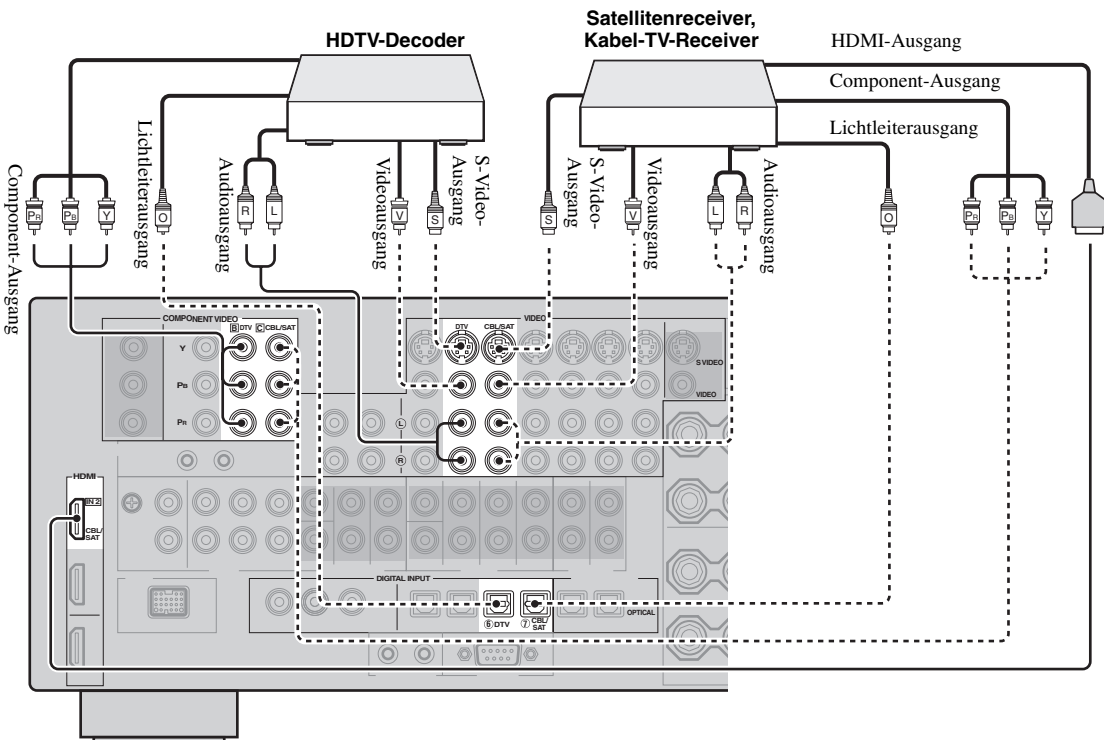 HDTV-Decoder
Satellitenreceiver,
Kabel-TV-Receiver
HDMI-Ausgang
Component-Ausgang
Lichtleiterausgang
Component-Ausgang
PR
PB
Y
Lichtleiterausgang
O
Audioausgang
R
L
Videoausgang
V
S-Video-
Ausgang
S
S-Video-
Ausgang
S
Videoausgang
V
Audioausgang
L
R
O
PR
PB
Y
COMPONENT VIDEO
B DTV
C CBL/SAT
Y
PB
PR
VIDEO
DTV
CBL/SAT
S VIDEO
VIDEO
L
R
HDMI
IN 2
CBL/
SAT
DIGITAL INPUT
⑥ DTV
⑦ CBL/
SAT
OPTICAL